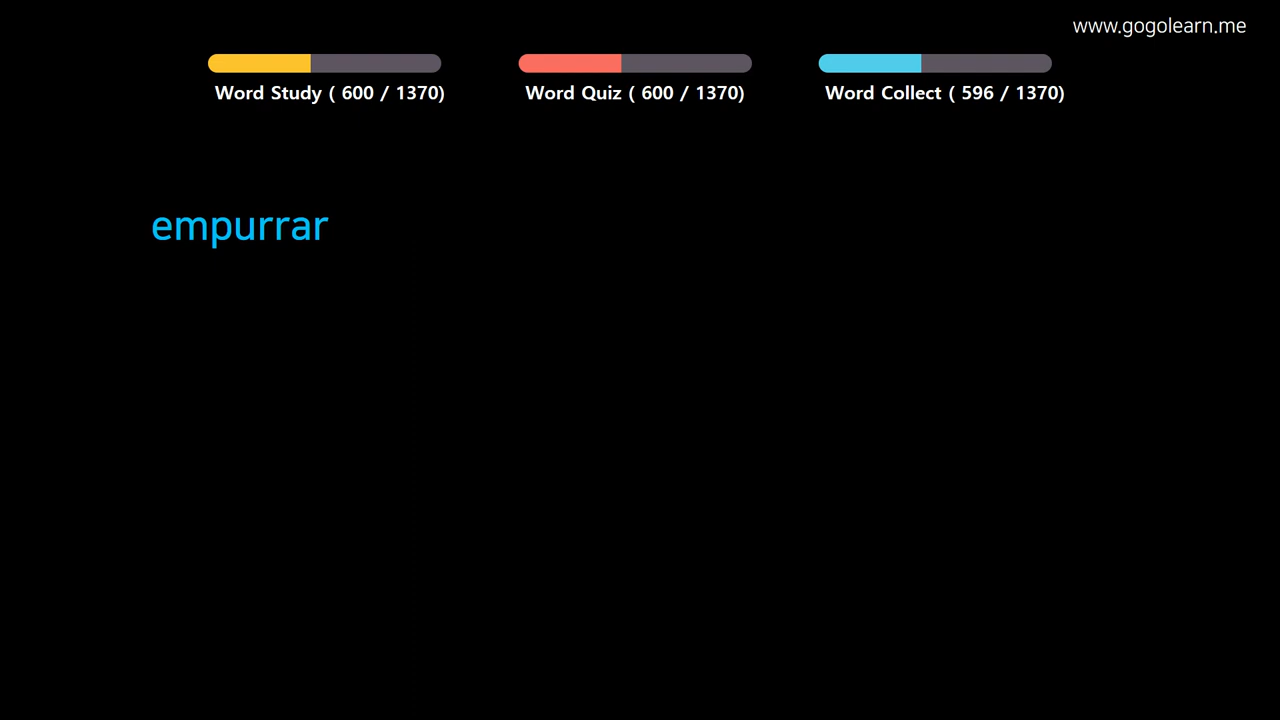 www.gogolearn.me
Word Study ( 600 / 1370)
Word Quiz ( 600 / 1370)
Word Collect ( 596 / 1370)
empurrar